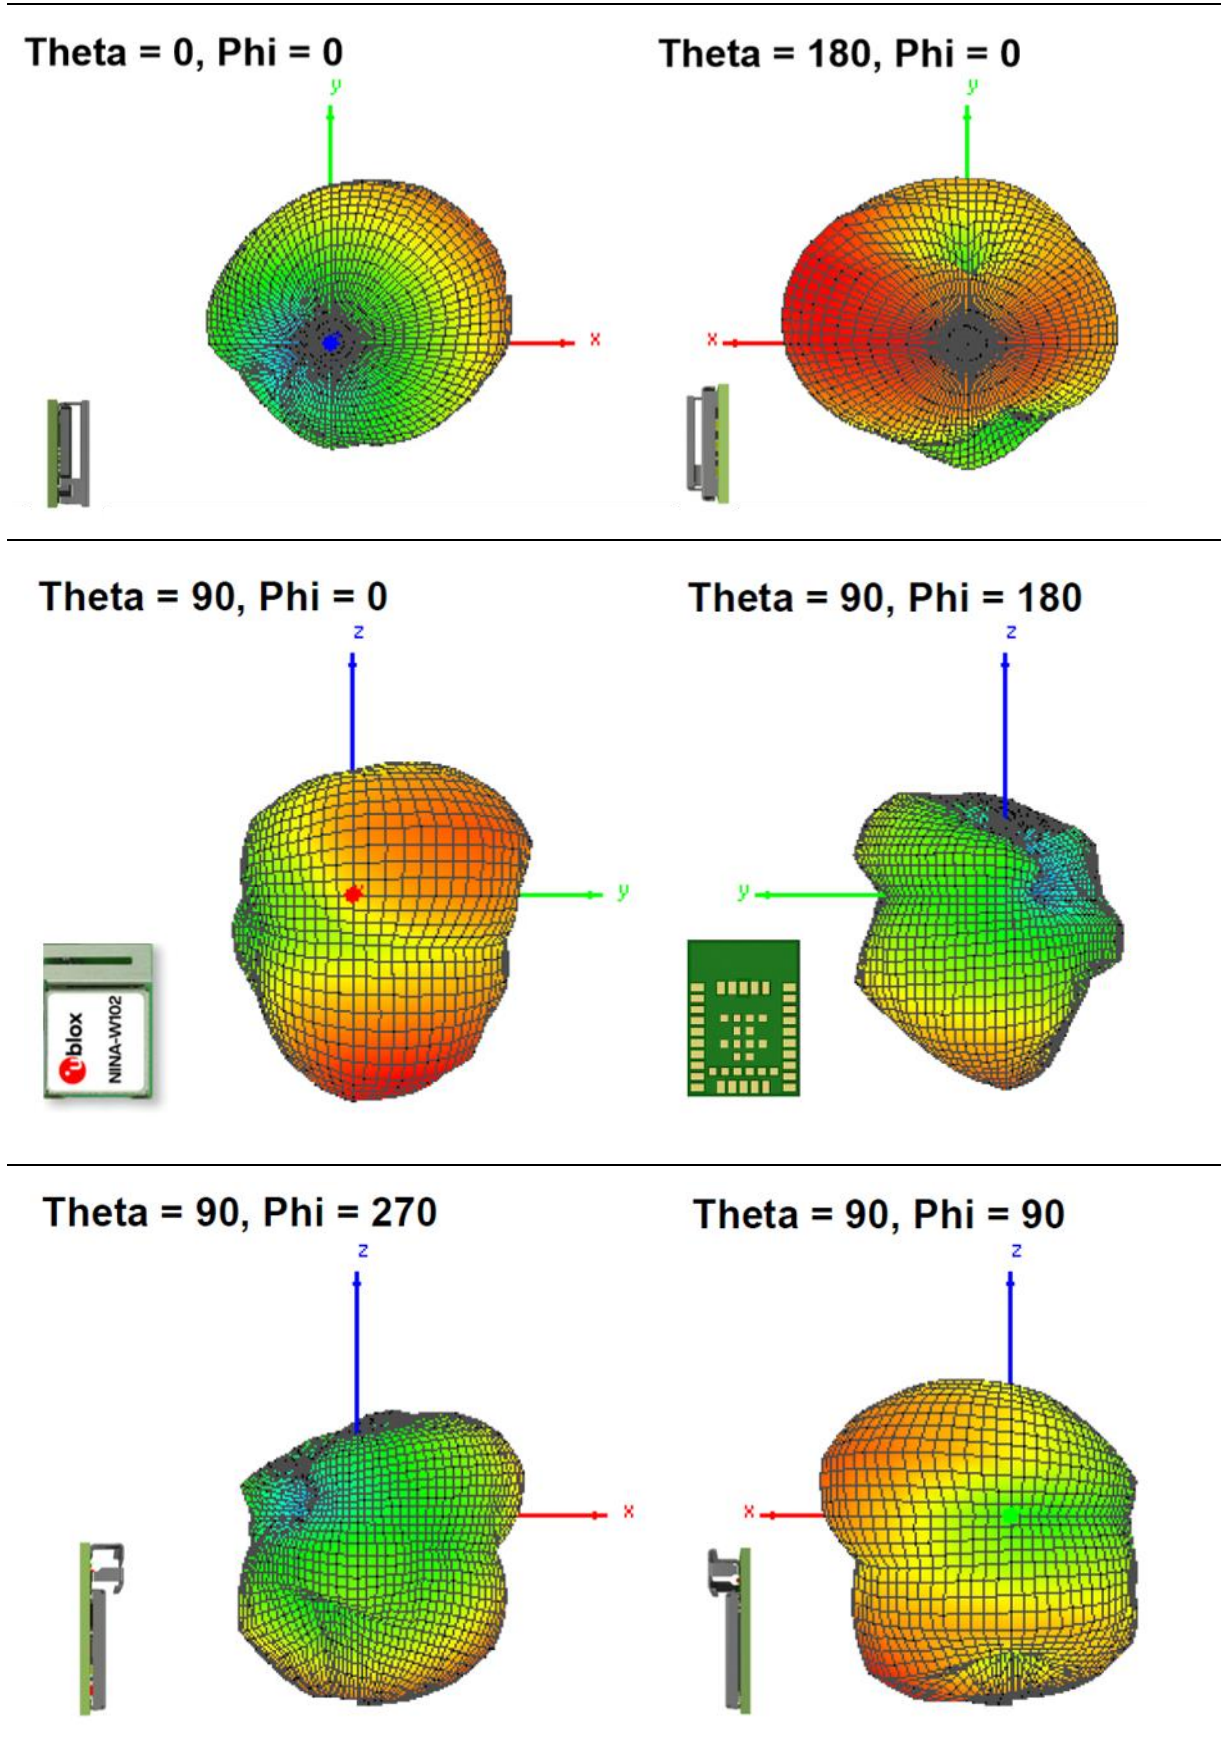 Theta = 0, Phi = 0
Theta = 180, Phi = 0
y
y
x
x
Theta = 90, Phi = 0
Theta = 90, Phi = 180
z
z
y
y
ublox
NINA-W102
Theta = 90, Phi = 270
Theta = 90, Phi = 90
z
z
x
x